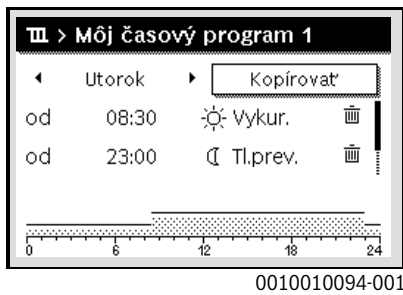 > Môj časový program 1
Utorok Kopírovať
od 08:30 Vykur.
od 23:00 Tl.prev.
0 6 12 18 24
0010010094-001